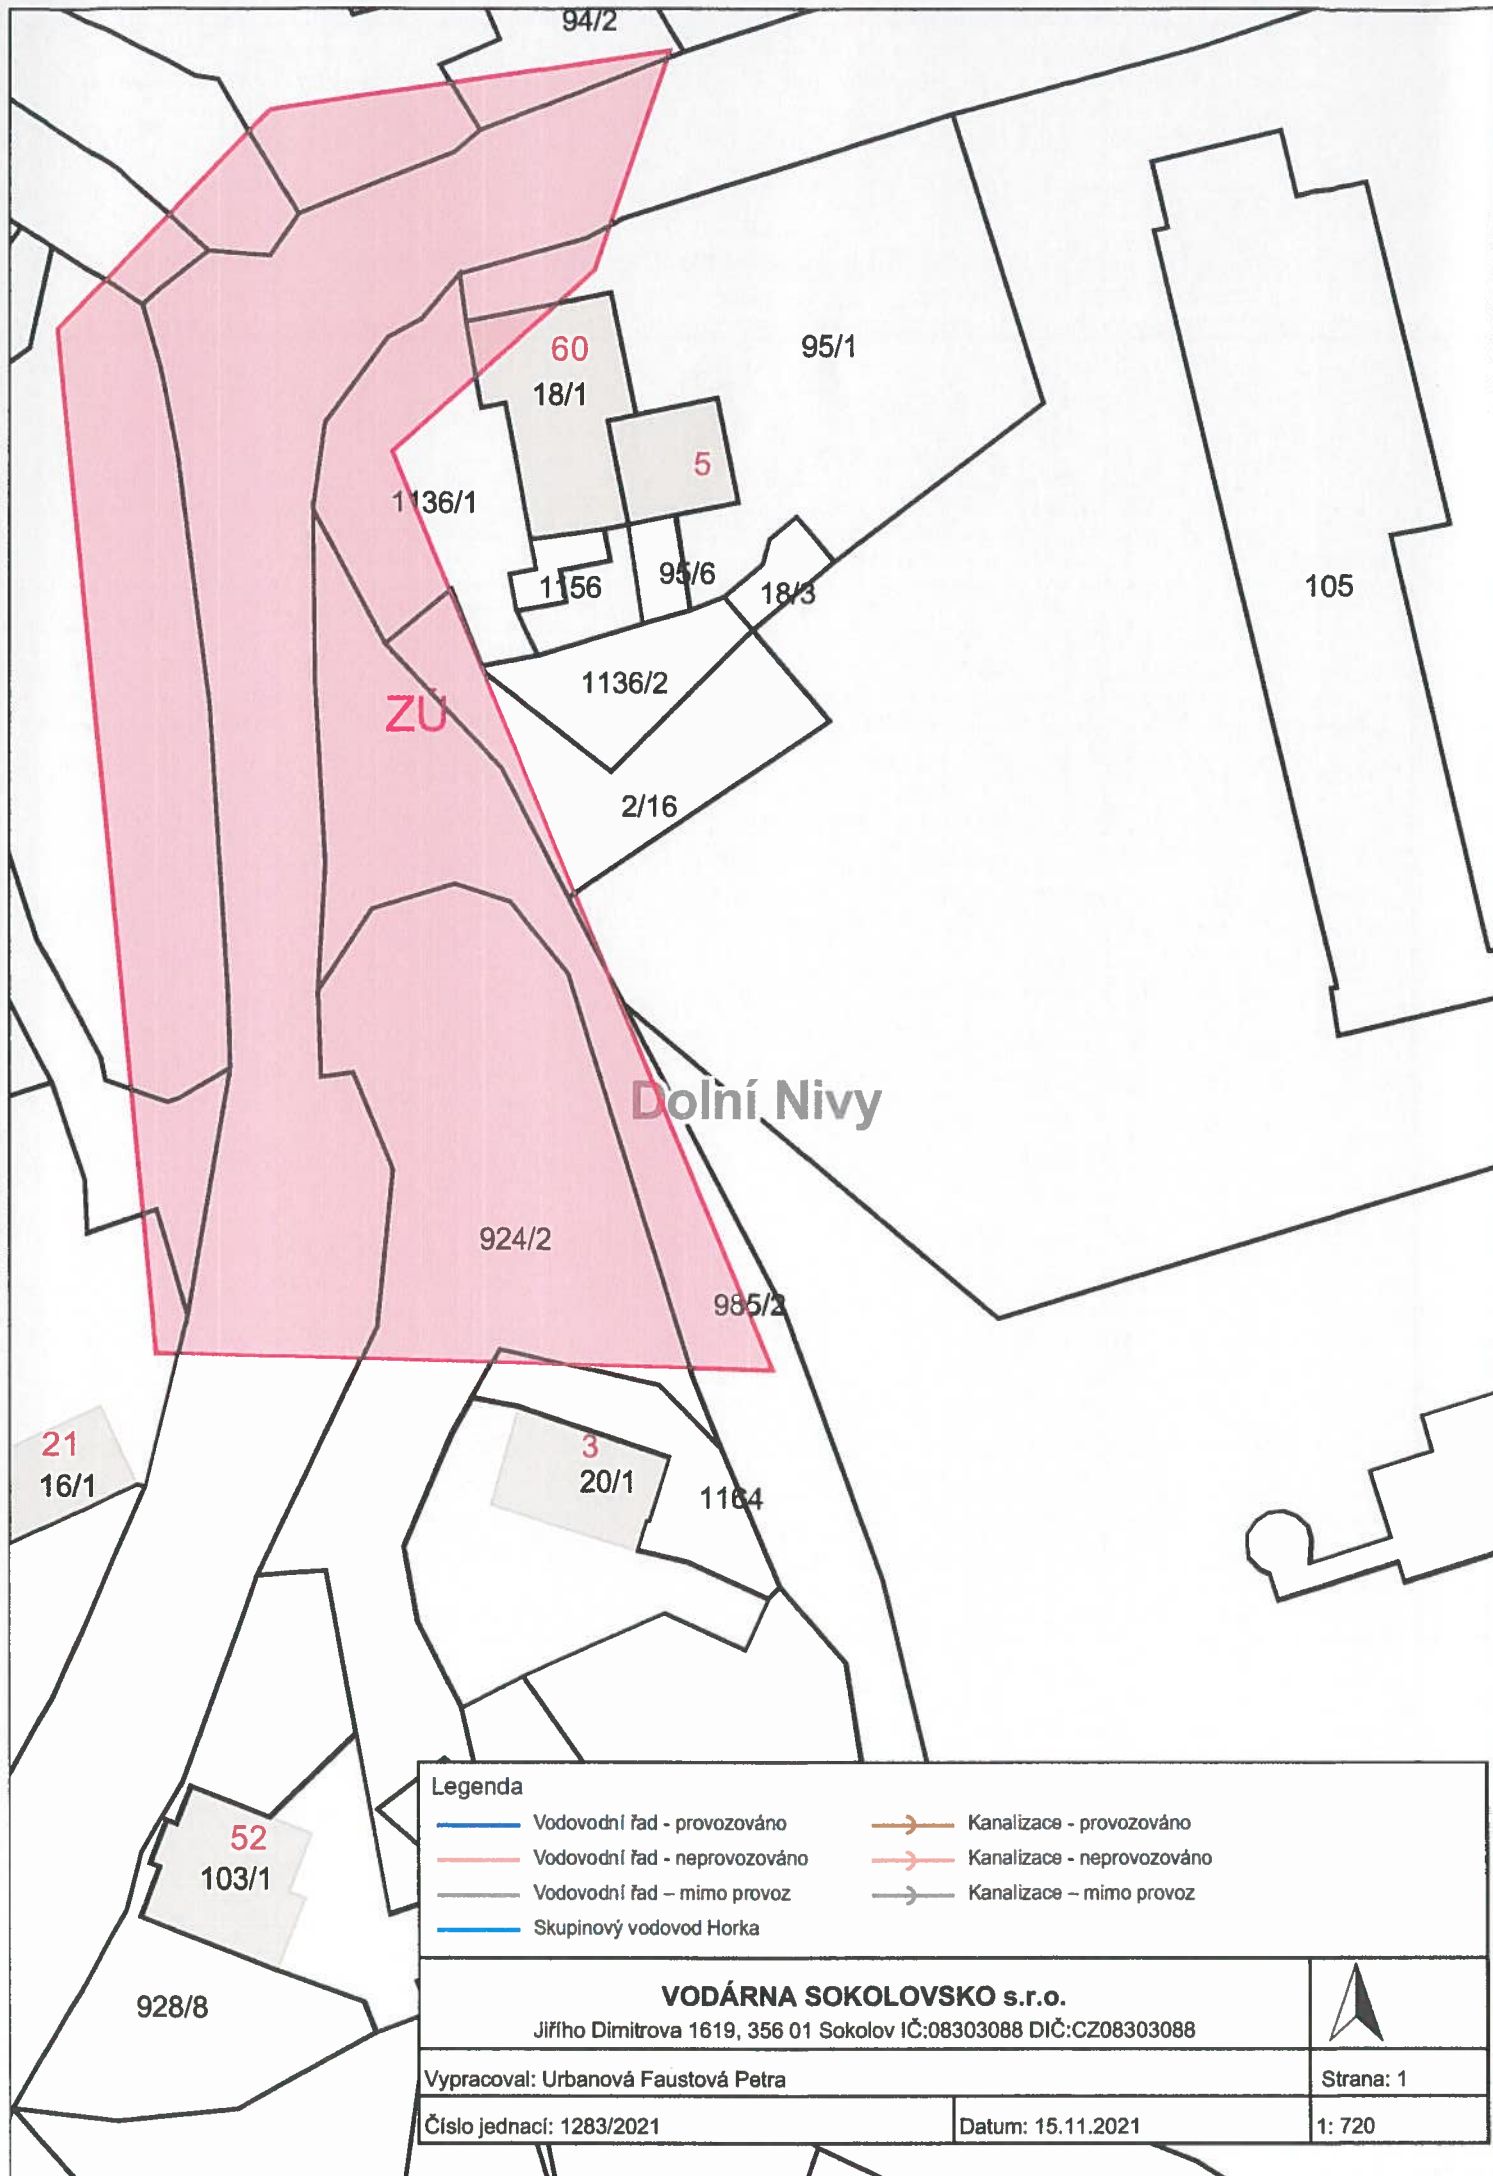 94/2
60
18/1
95/1
5
1136/1
1156
95/6
18/3
105
1136/2
ZÚ
2/16
Dolní Nivy
924/2
985/2
21
16/1
3
20/1
1164
52
103/1
928/8
Legenda
Vodovodní řad - provozováno
Kanalizace - provozováno
Vodovodní řad - neprovozováno
Kanalizace - neprovozováno
Vodovodní řad – mimo provoz
Kanalizace – mimo provoz
Skupinový vodovod Horka
VODÁRNA SOKOLOVSKO s.r.o.
Jiřího Dimitrova 1619, 356 01 Sokolov IČ:08303088 DIČ:CZ08303088
Vypracoval: Urbanová Faustová Petra
Strana: 1
Číslo jednací: 1283/2021
Datum: 15.11.2021
1: 720